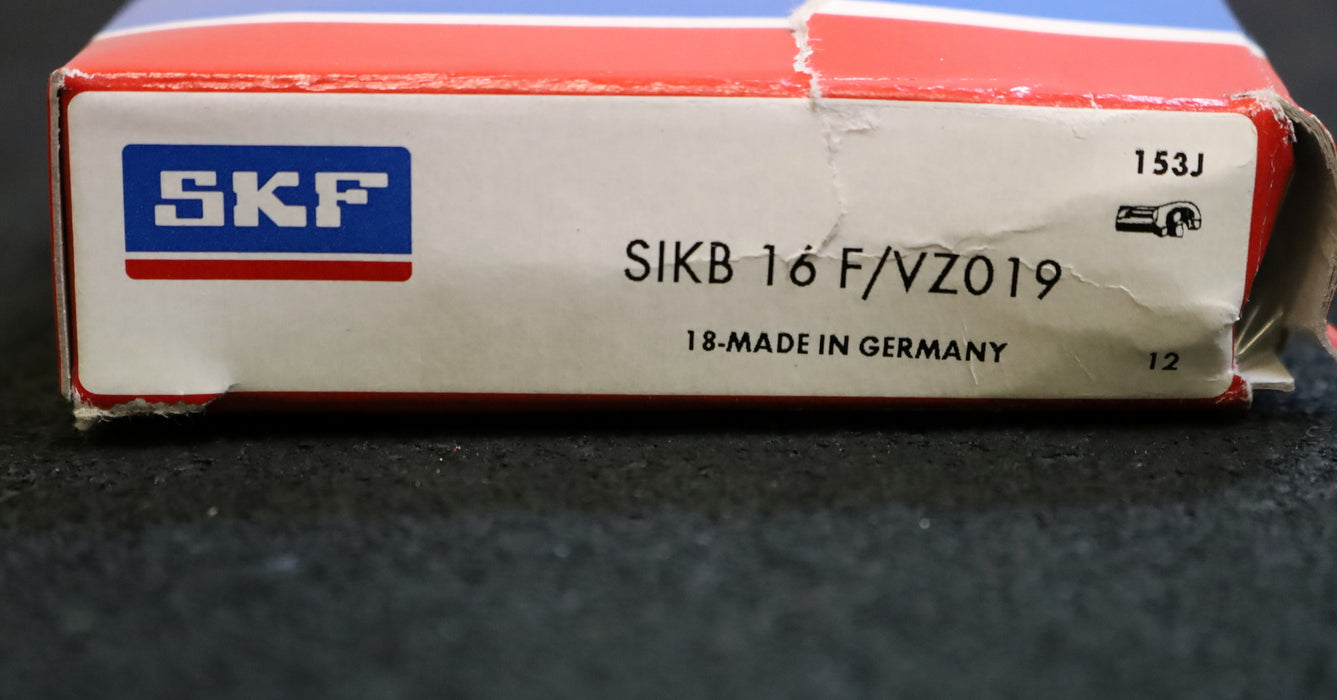 SKF
153J
SIKB 16 F/VZ019
18-MADE IN GERMANY
12